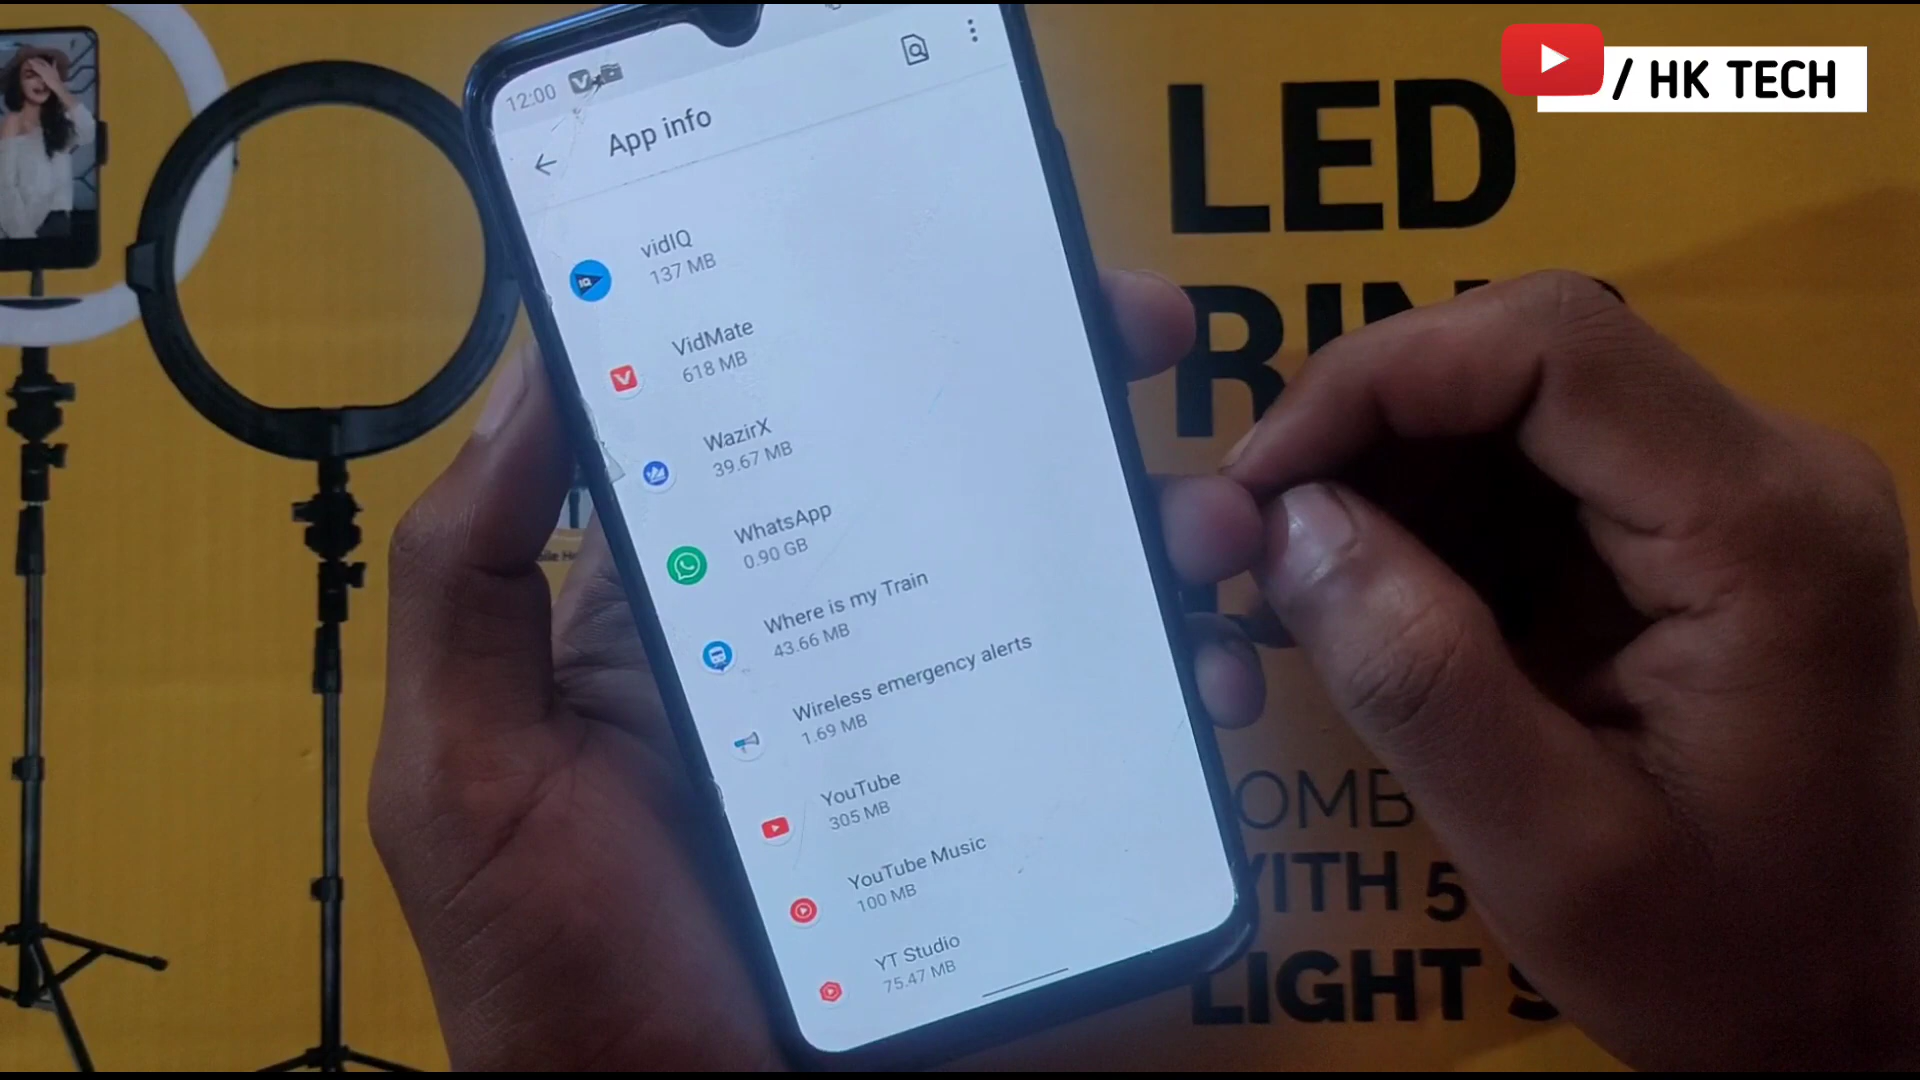 / HK TECH
12:00
App info
vidIQ
137 MB
VidMate
618 MB
WazirX
39.67 MB
WhatsApp
0.90 GB
Where is my Train
43.66 MB
Wireless emergency alerts
1.69 MB
YouTube
305 MB
YouTube Music
100 MB
YT Studio
75.47 MB
LED
RIN
OMB
WITH 5
LIGHT S